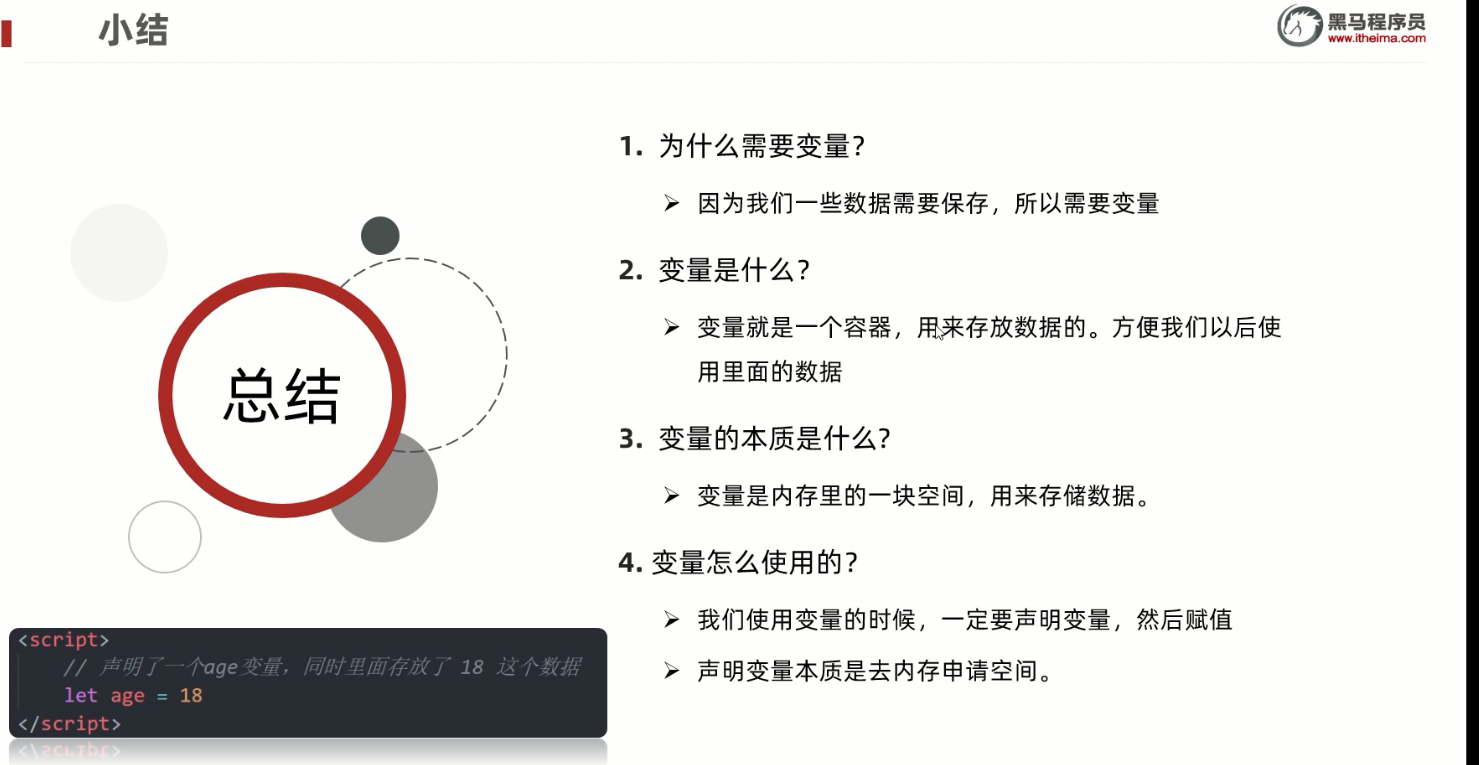 小结
黑马程序员
www.itheima.com
1. 为什么需要变量?
➢ 因为我们一些数据需要保存，所以需要变量
2. 变量是什么?
➢ 变量就是一个容器，用来存放数据的。方便我们以后使
用里面的数据
3. 变量的本质是什么?
➢ 变量是内存里的一块空间，用来存储数据。
4. 变量怎么使用的?
➢ 我们使用变量的时候，一定要声明变量，然后赋值
➢ 声明变量本质是去内存申请空间。
总结
<script>
// 声明了一个age变量，同时里面存放了 18 这个数据
let age = 18
</script>